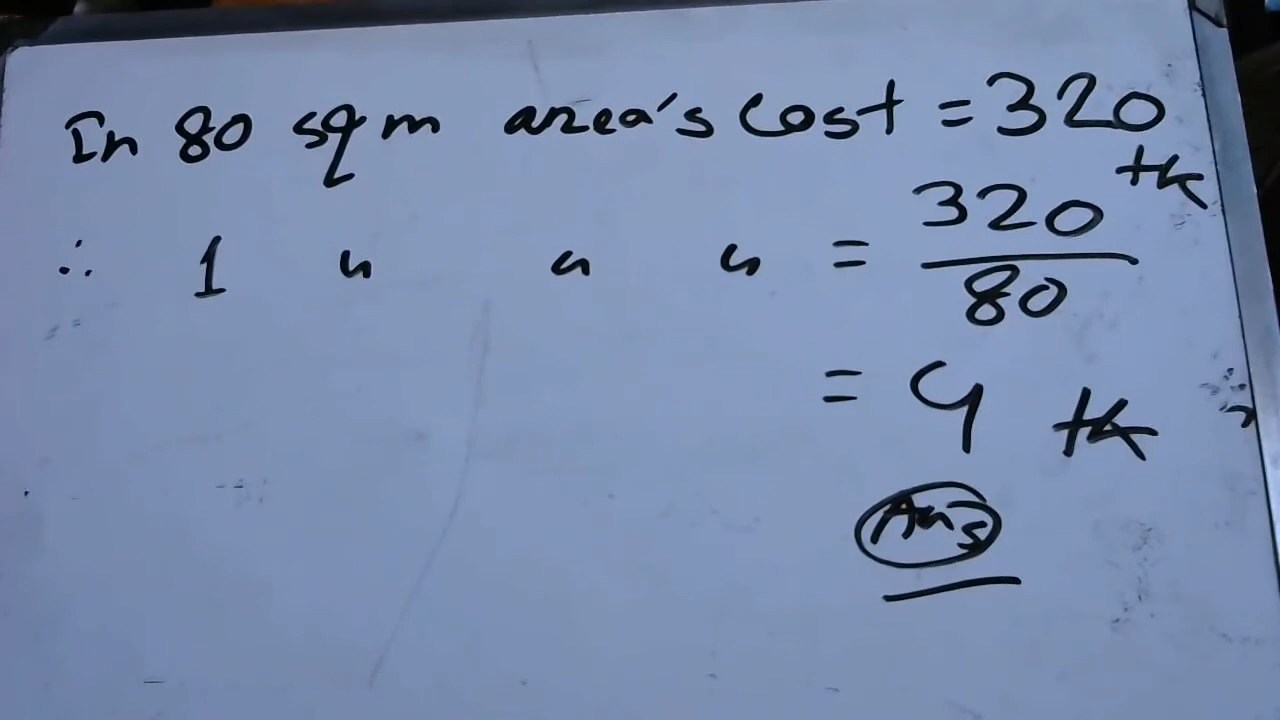 In 80 sqm area's cost = 320 tk
∴ 1 " " " = 320/80
= 4 tk
Ans